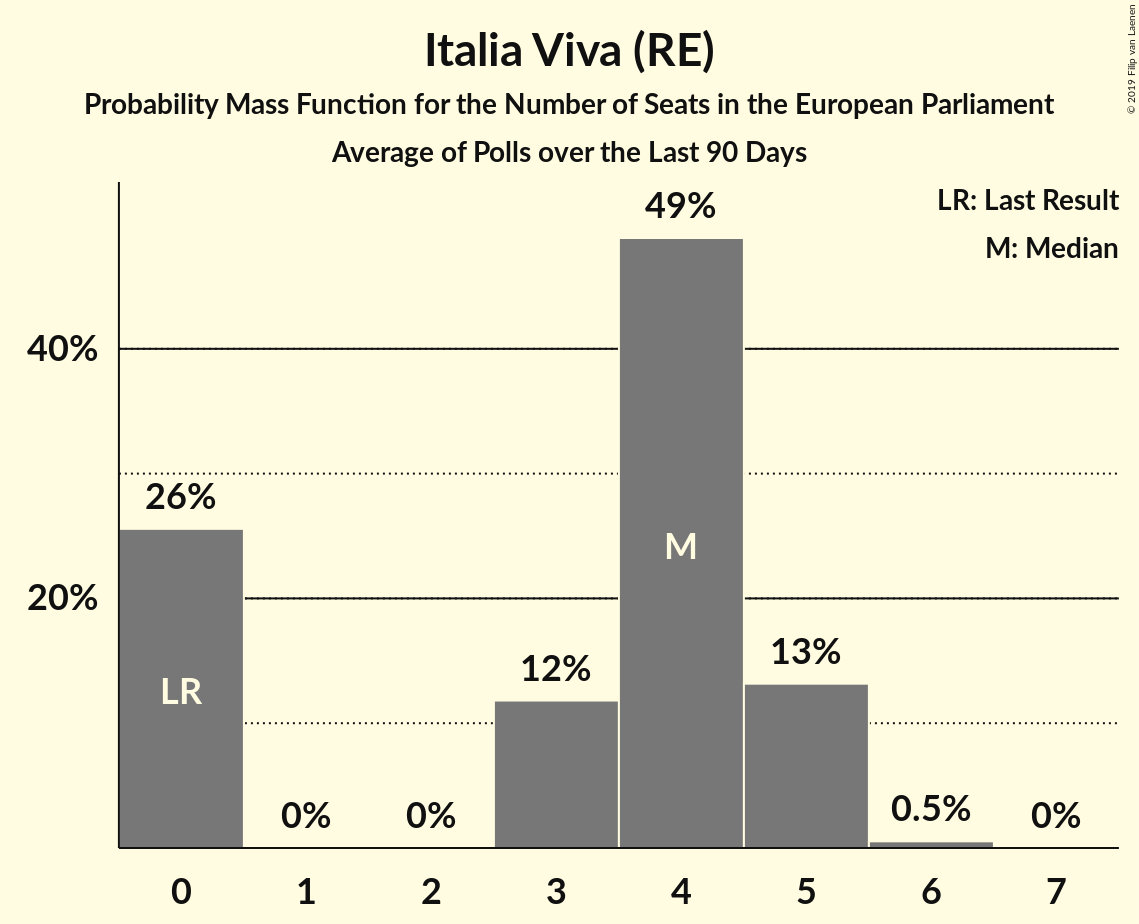 Italia Viva (RE)
Probability Mass Function for the Number of Seats in the European Parliament
Average of Polls over the Last 90 Days
© 2019 Filip van Laenen
LR: Last Result
M: Median
49%
40%
26%
M
20%
13%
12%
LR
0%
0%
0.5%
0%
0 1 2 3 4 5 6 7